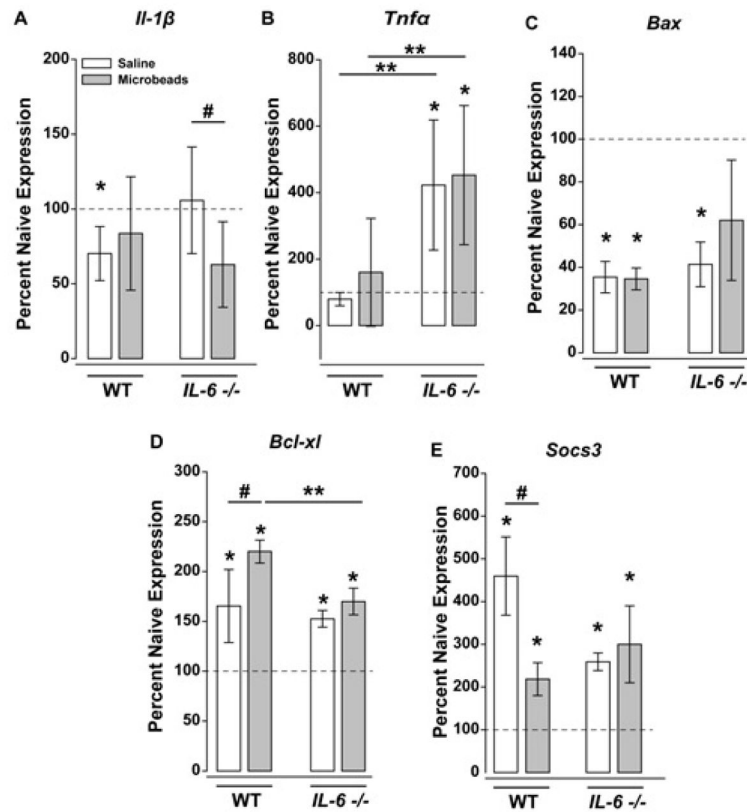 A
Il-1β
Percent Naive Expression
200
150
100
50
0
Saline
Microbeads
*
#
WT
IL-6 -/-
B
Tnfα
Percent Naive Expression
800
600
400
200
0
**
**
*
*
WT
IL-6 -/-
C
Bax
Percent Naive Expression
140
120
100
80
60
40
20
0
*
*
*
WT
IL-6 -/-
D
Bcl-xl
Percent Naive Expression
300
250
200
150
100
50
0
#
**
*
*
*
*
WT
IL-6 -/-
E
Socs3
Percent Naive Expression
700
600
500
400
300
200
100
0
#
*
*
*
*
WT
IL-6 -/-